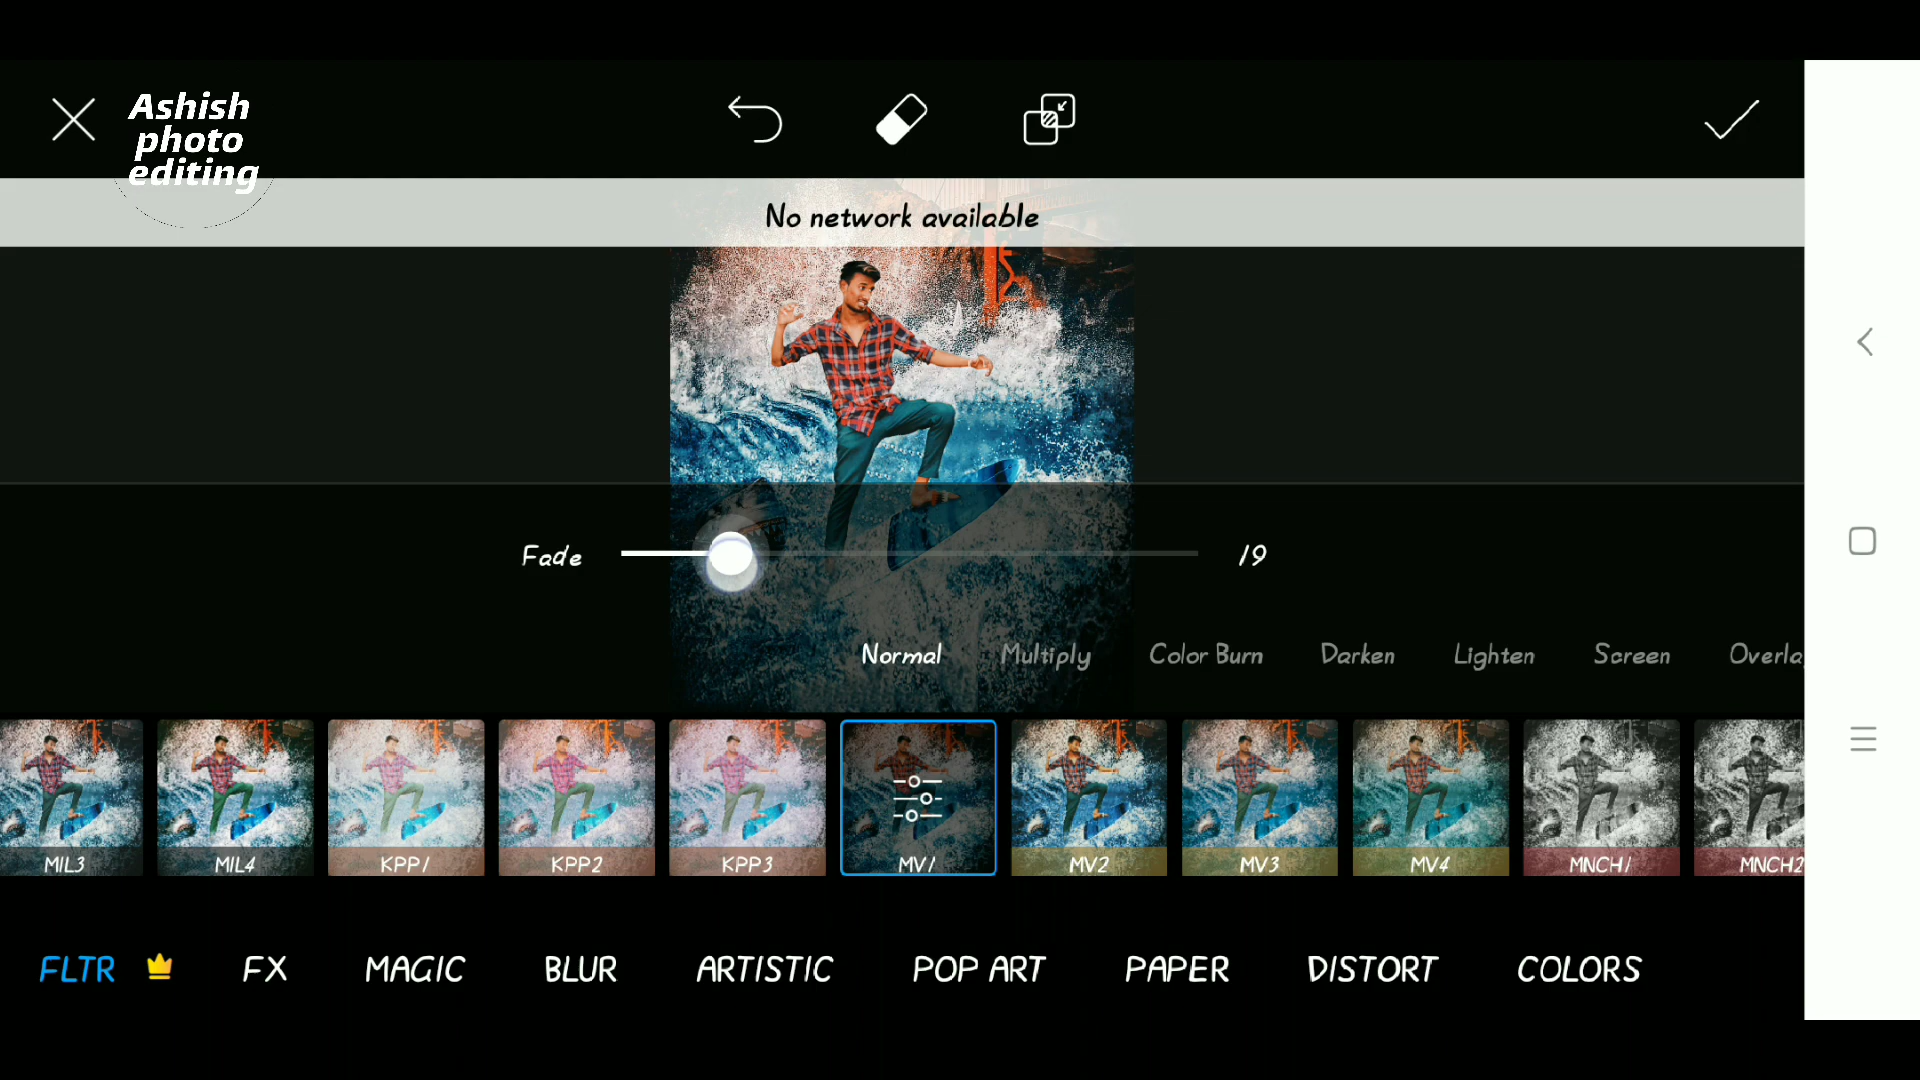 Ashish
photo
editing
No network available
Fade 19
Normal Multiply Color Burn Darken Lighten Screen Overla
MIL3 MIL4 KPP1 KPP2 KPP3 MV1 MV2 MV3 MV4 MNCH1 MNCH2
FLTR FX MAGIC BLUR ARTISTIC POP ART PAPER DISTORT COLORS